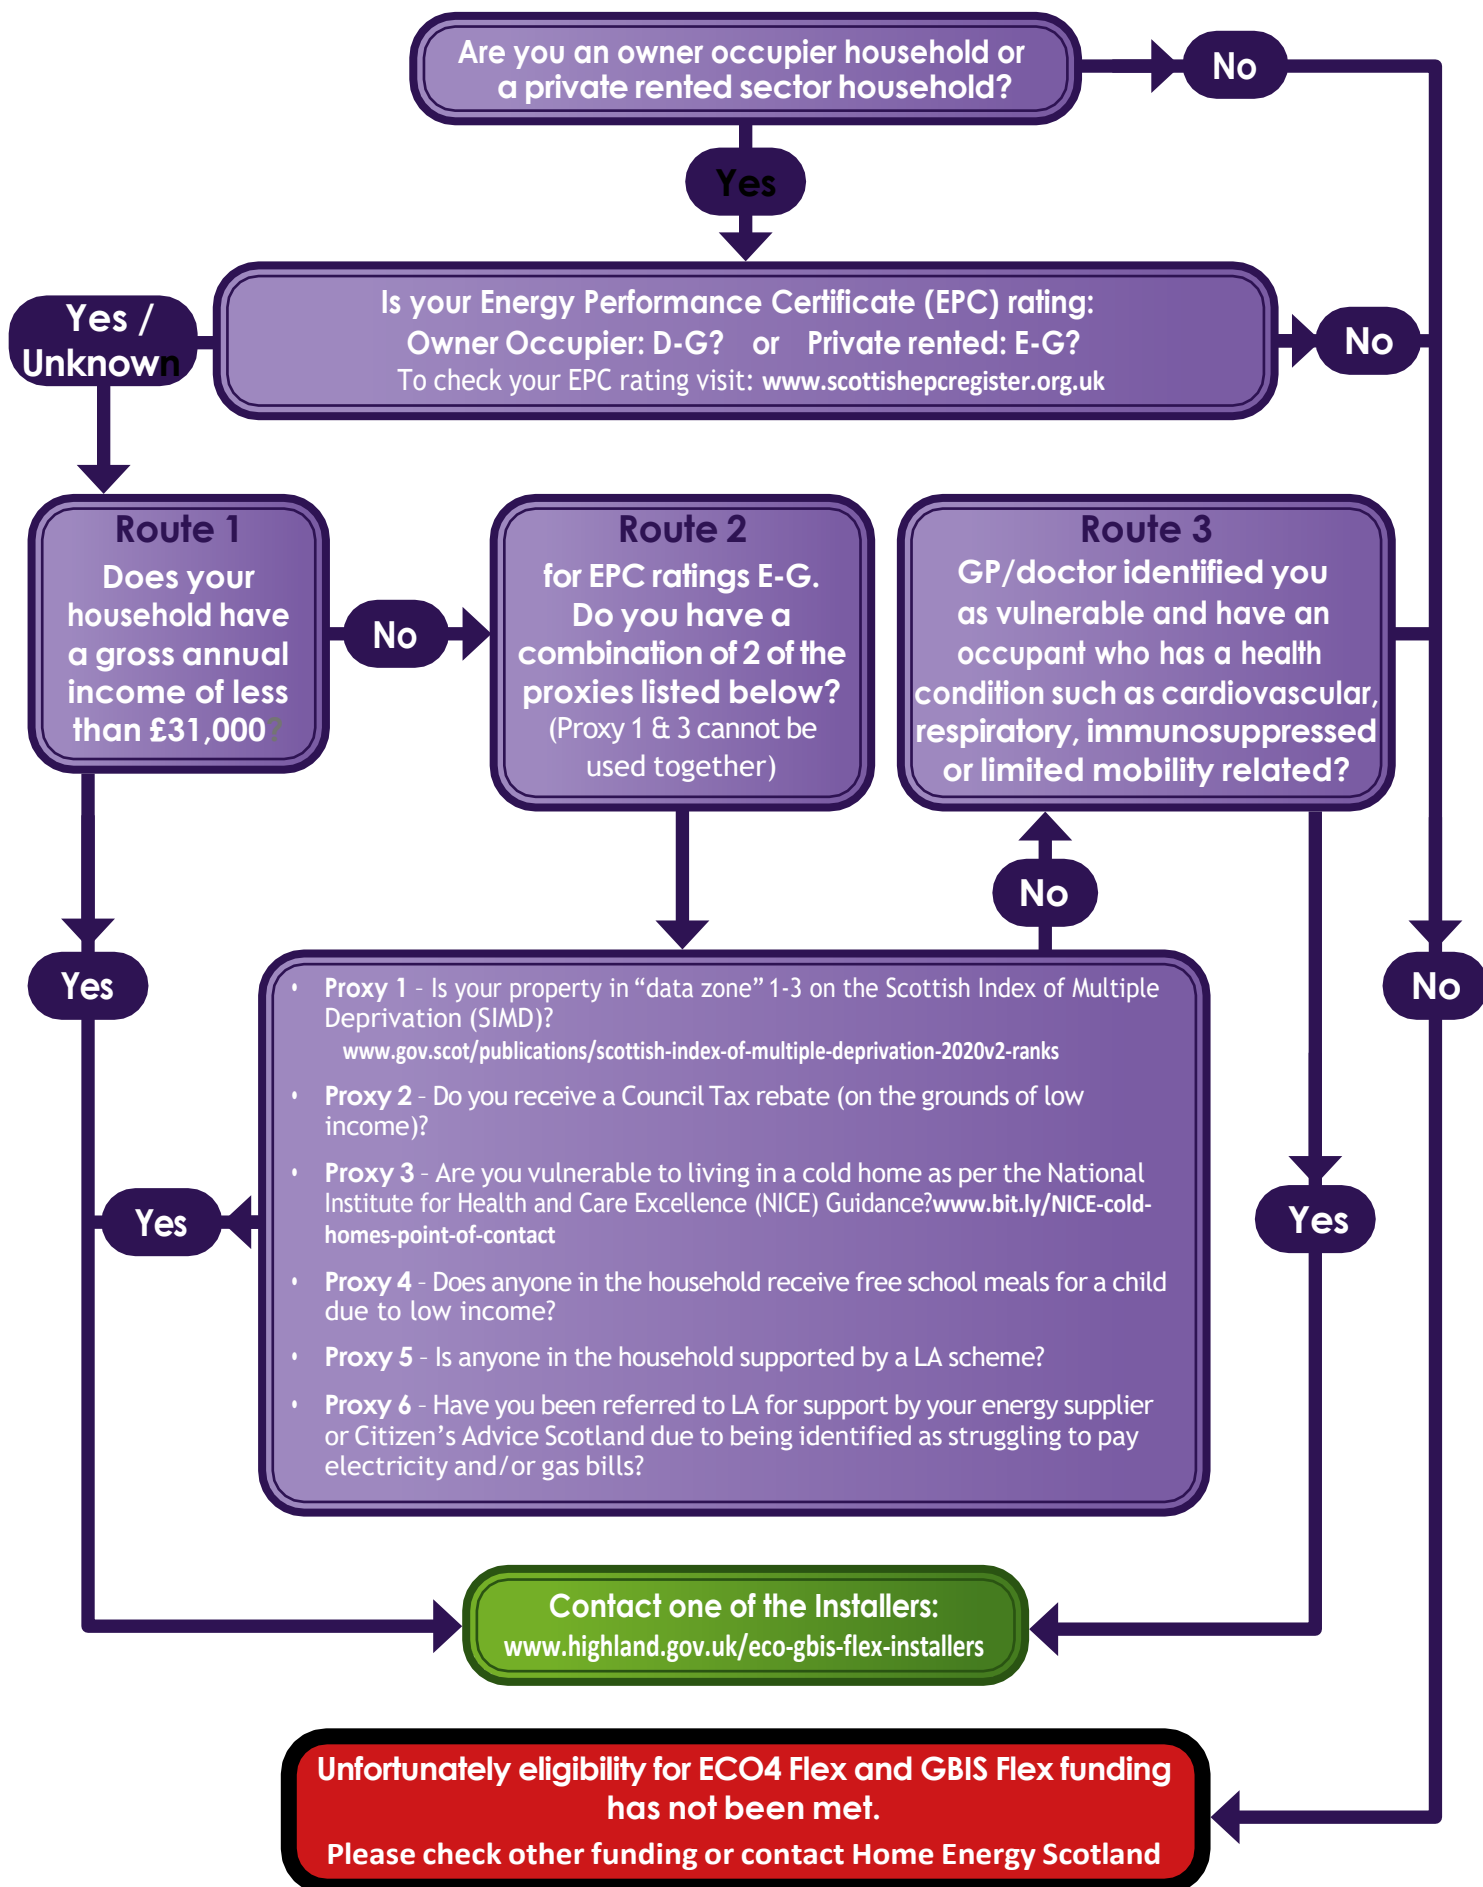 Are you an owner occupier household or
a private rented sector household?
No
Yes
Is your Energy Performance Certificate (EPC) rating:
Owner Occupier: D-G? or Private rented: E-G?
To check your EPC rating visit: www.scottishepcregister.org.uk
Yes /
Unknown
No
Route 1
Does your
household have
a gross annual
income of less
than £31,000?
No
Route 2
for EPC ratings E-G.
Do you have a
combination of 2 of the
proxies listed below?
(Proxy 1 & 3 cannot be
used together)
Route 3
GP/doctor identified you
as vulnerable and have an
occupant who has a health
condition such as cardiovascular,
respiratory, immunosuppressed
or limited mobility related?
No
Yes
No
• Proxy 1 – Is your property in “data zone” 1-3 on the Scottish Index of Multiple
Deprivation (SIMD)?
www.gov.scot/publications/scottish-index-of-multiple-deprivation-2020v2-ranks
• Proxy 2 – Do you receive a Council Tax rebate (on the grounds of low
income)?
• Proxy 3 – Are you vulnerable to living in a cold home as per the National
Institute for Health and Care Excellence (NICE) Guidance?www.bit.ly/NICE-cold-
homes-point-of-contact
• Proxy 4 – Does anyone in the household receive free school meals for a child
due to low income?
• Proxy 5 – Is anyone in the household supported by a LA scheme?
• Proxy 6 – Have you been referred to LA for support by your energy supplier
or Citizen’s Advice Scotland due to being identified as struggling to pay
electricity and/or gas bills?
Yes
Yes
Contact one of the Installers:
www.highland.gov.uk/eco-gbis-flex-installers
Unfortunately eligibility for ECO4 Flex and GBIS Flex funding
has not been met.
Please check other funding or contact Home Energy Scotland